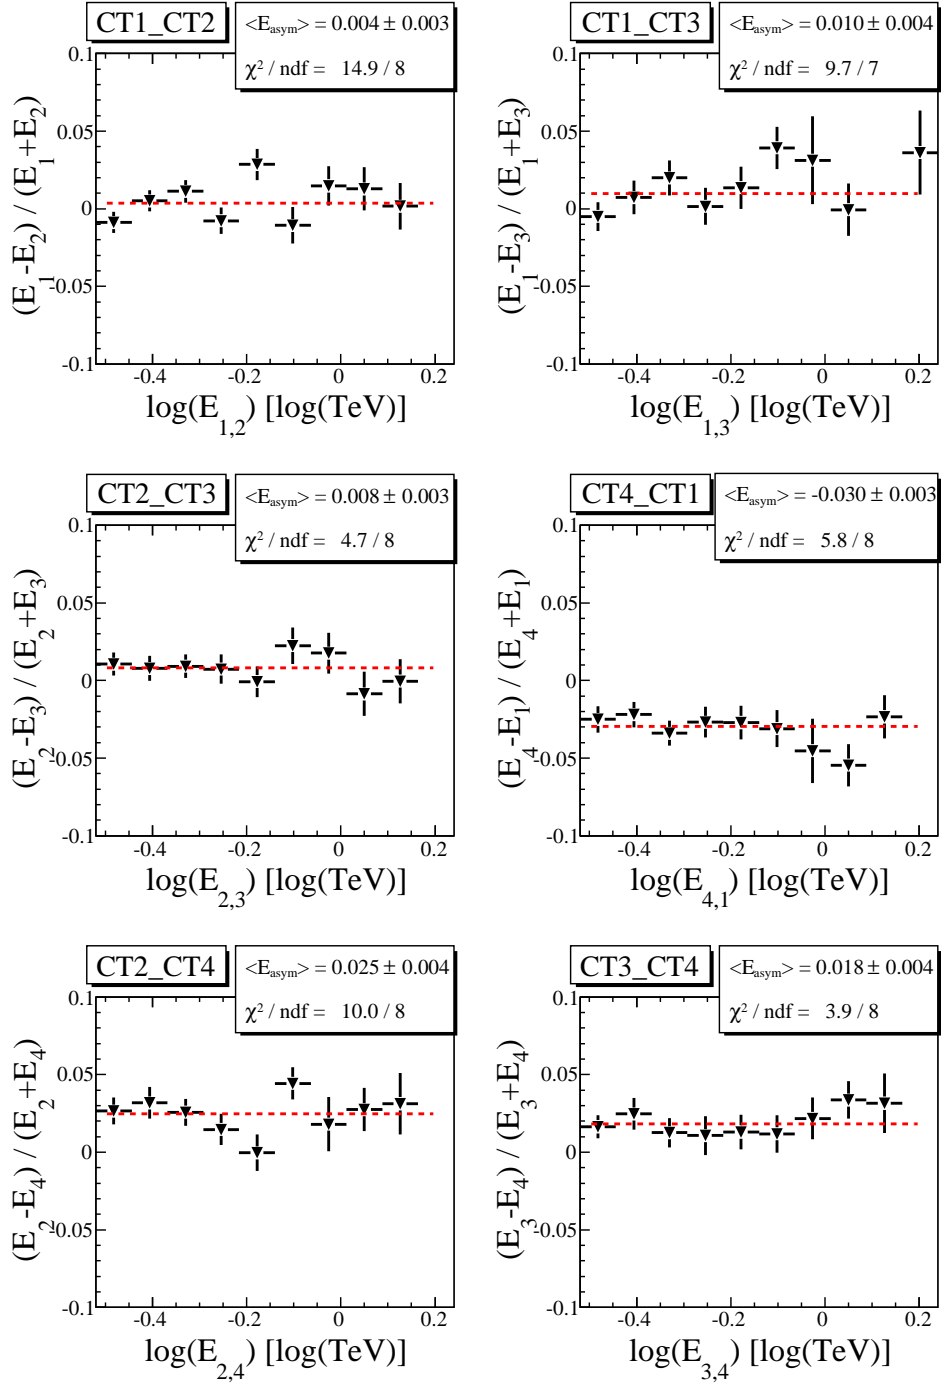 CT1_CT2
<E_asym> = 0.004 ± 0.003
χ² / ndf = 14.9 / 8
(E_1-E_2) / (E_1+E_2)
0.1
0.05
0
-0.05
-0.1
-0.4 -0.2 0 0.2
log(E_1,2) [log(TeV)]
CT1_CT3
<E_asym> = 0.010 ± 0.004
χ² / ndf = 9.7 / 7
(E_1-E_3) / (E_1+E_3)
0.1
0.05
0
-0.05
-0.1
-0.4 -0.2 0 0.2
log(E_1,3) [log(TeV)]
CT2_CT3
<E_asym> = 0.008 ± 0.003
χ² / ndf = 4.7 / 8
(E_2-E_3) / (E_2+E_3)
0.1
0.05
0
-0.05
-0.1
-0.4 -0.2 0 0.2
log(E_2,3) [log(TeV)]
CT4_CT1
<E_asym> = -0.030 ± 0.003
χ² / ndf = 5.8 / 8
(E_4-E_1) / (E_4+E_1)
0.1
0.05
0
-0.05
-0.1
-0.4 -0.2 0 0.2
log(E_4,1) [log(TeV)]
CT2_CT4
<E_asym> = 0.025 ± 0.004
χ² / ndf = 10.0 / 8
(E_2-E_4) / (E_2+E_4)
0.1
0.05
0
-0.05
-0.1
-0.4 -0.2 0 0.2
log(E_2,4) [log(TeV)]
CT3_CT4
<E_asym> = 0.018 ± 0.004
χ² / ndf = 3.9 / 8
(E_3-E_4) / (E_3+E_4)
0.1
0.05
0
-0.05
-0.1
-0.4 -0.2 0 0.2
log(E_3,4) [log(TeV)]